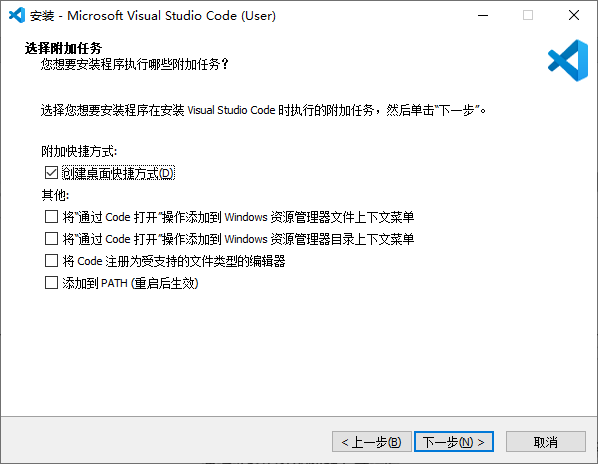 安装 - Microsoft Visual Studio Code (User)
选择附加任务
您想要安装程序执行哪些附加任务？
选择您想要安装程序在安装 Visual Studio Code 时执行的附加任务，然后单击“下一步”。
附加快捷方式:
创建桌面快捷方式(D)
其他:
将“通过 Code 打开”操作添加到 Windows 资源管理器文件上下文菜单
将“通过 Code 打开”操作添加到 Windows 资源管理器目录上下文菜单
将 Code 注册为受支持的文件类型的编辑器
添加到 PATH (重启后生效)
< 上一步(B) 下一步(N) > 取消